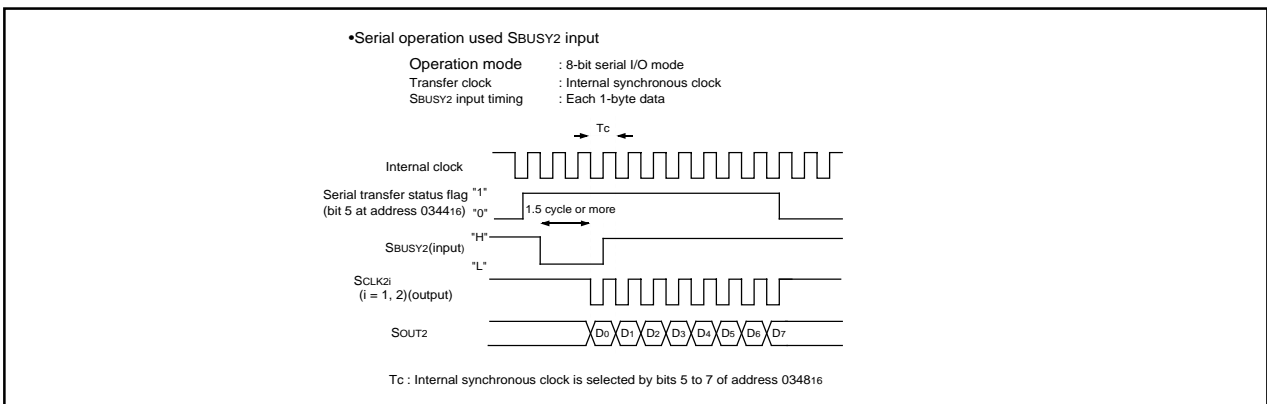 •Serial operation used SBUSY2 input
Operation mode : 8-bit serial I/O mode
Transfer clock : Internal synchronous clock
SBUSY2 input timing : Each 1-byte data
Tc
Internal clock
Serial transfer status flag "1"
(bit 5 at address 034416) "0"
1.5 cycle or more
"H"
SBUSY2(input)
"L"
SCLK2i
(i = 1, 2)(output)
SOUT2
D0 D1 D2 D3 D4 D5 D6 D7
Tc : Internal synchronous clock is selected by bits 5 to 7 of address 034816